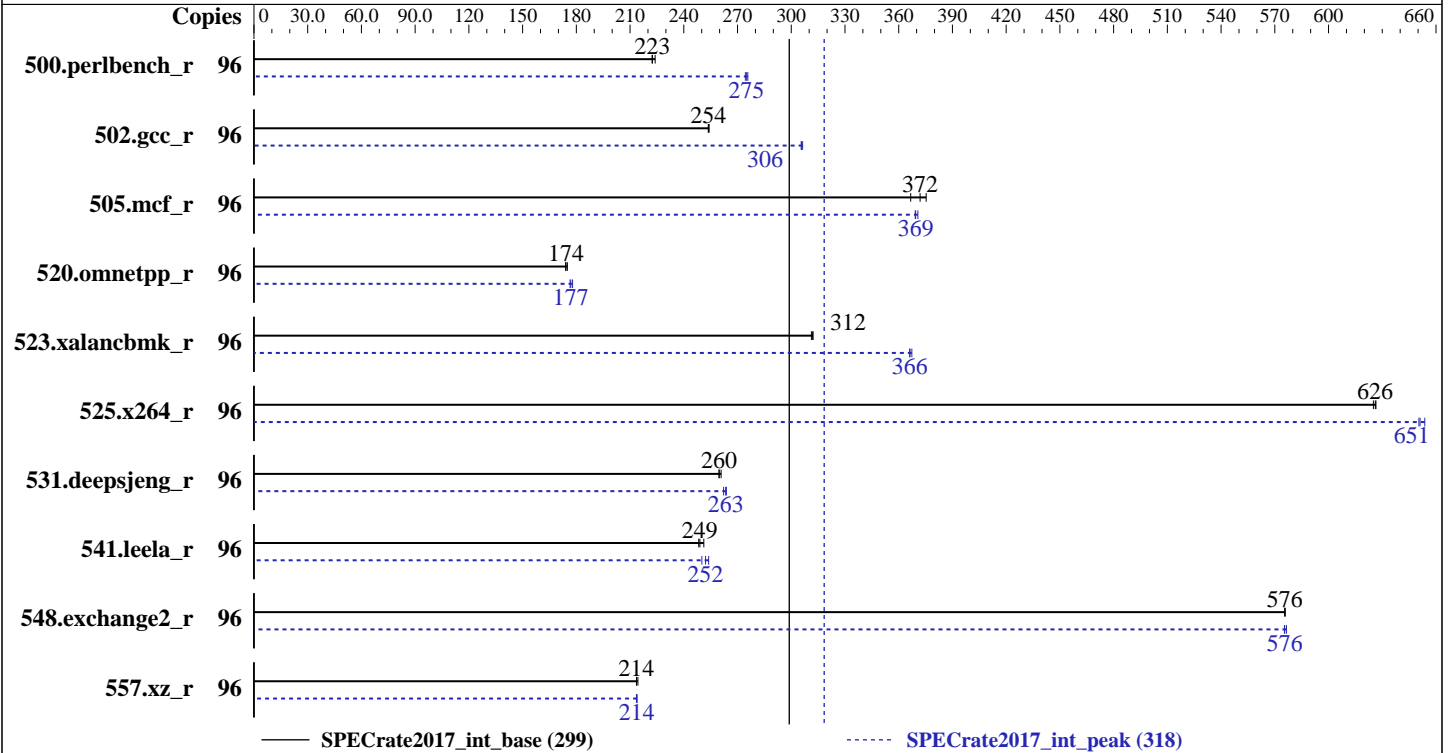 Copies 0 30.0 60.0 90.0 120 150 180 210 240 270 300 330 360 390 420 450 480 510 540 570 600 660
500.perlbench_r 96 223
275
502.gcc_r 96 254
306
505.mcf_r 96 372
369
520.omnetpp_r 96 174
177
523.xalancbmk_r 96 312
366
525.x264_r 96 626
651
531.deepsjeng_r 96 260
263
541.leela_r 96 249
252
548.exchange2_r 96 576
576
557.xz_r 96 214
214
SPECrate2017_int_base (299) SPECrate2017_int_peak (318)